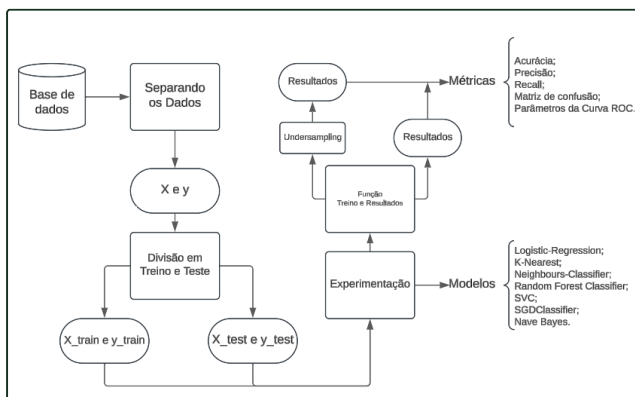 Base de
dados
Separando
os Dados
X e y
Divisão em
Treino e Teste
X_train e y_train
X_test e y_test
Resultados
Undersampling
Resultados
Função
Treino e Resultados
Experimentação
Métricas
Acurácia;
Precisão;
Recall;
Matriz de confusão;
Parâmetros da Curva ROC.
Modelos
Logistic-Regression;
K-Nearest;
Neighbours-Classifier;
Random Forest Classifier;
SVC;
SGDClassifier;
Nave Bayes.